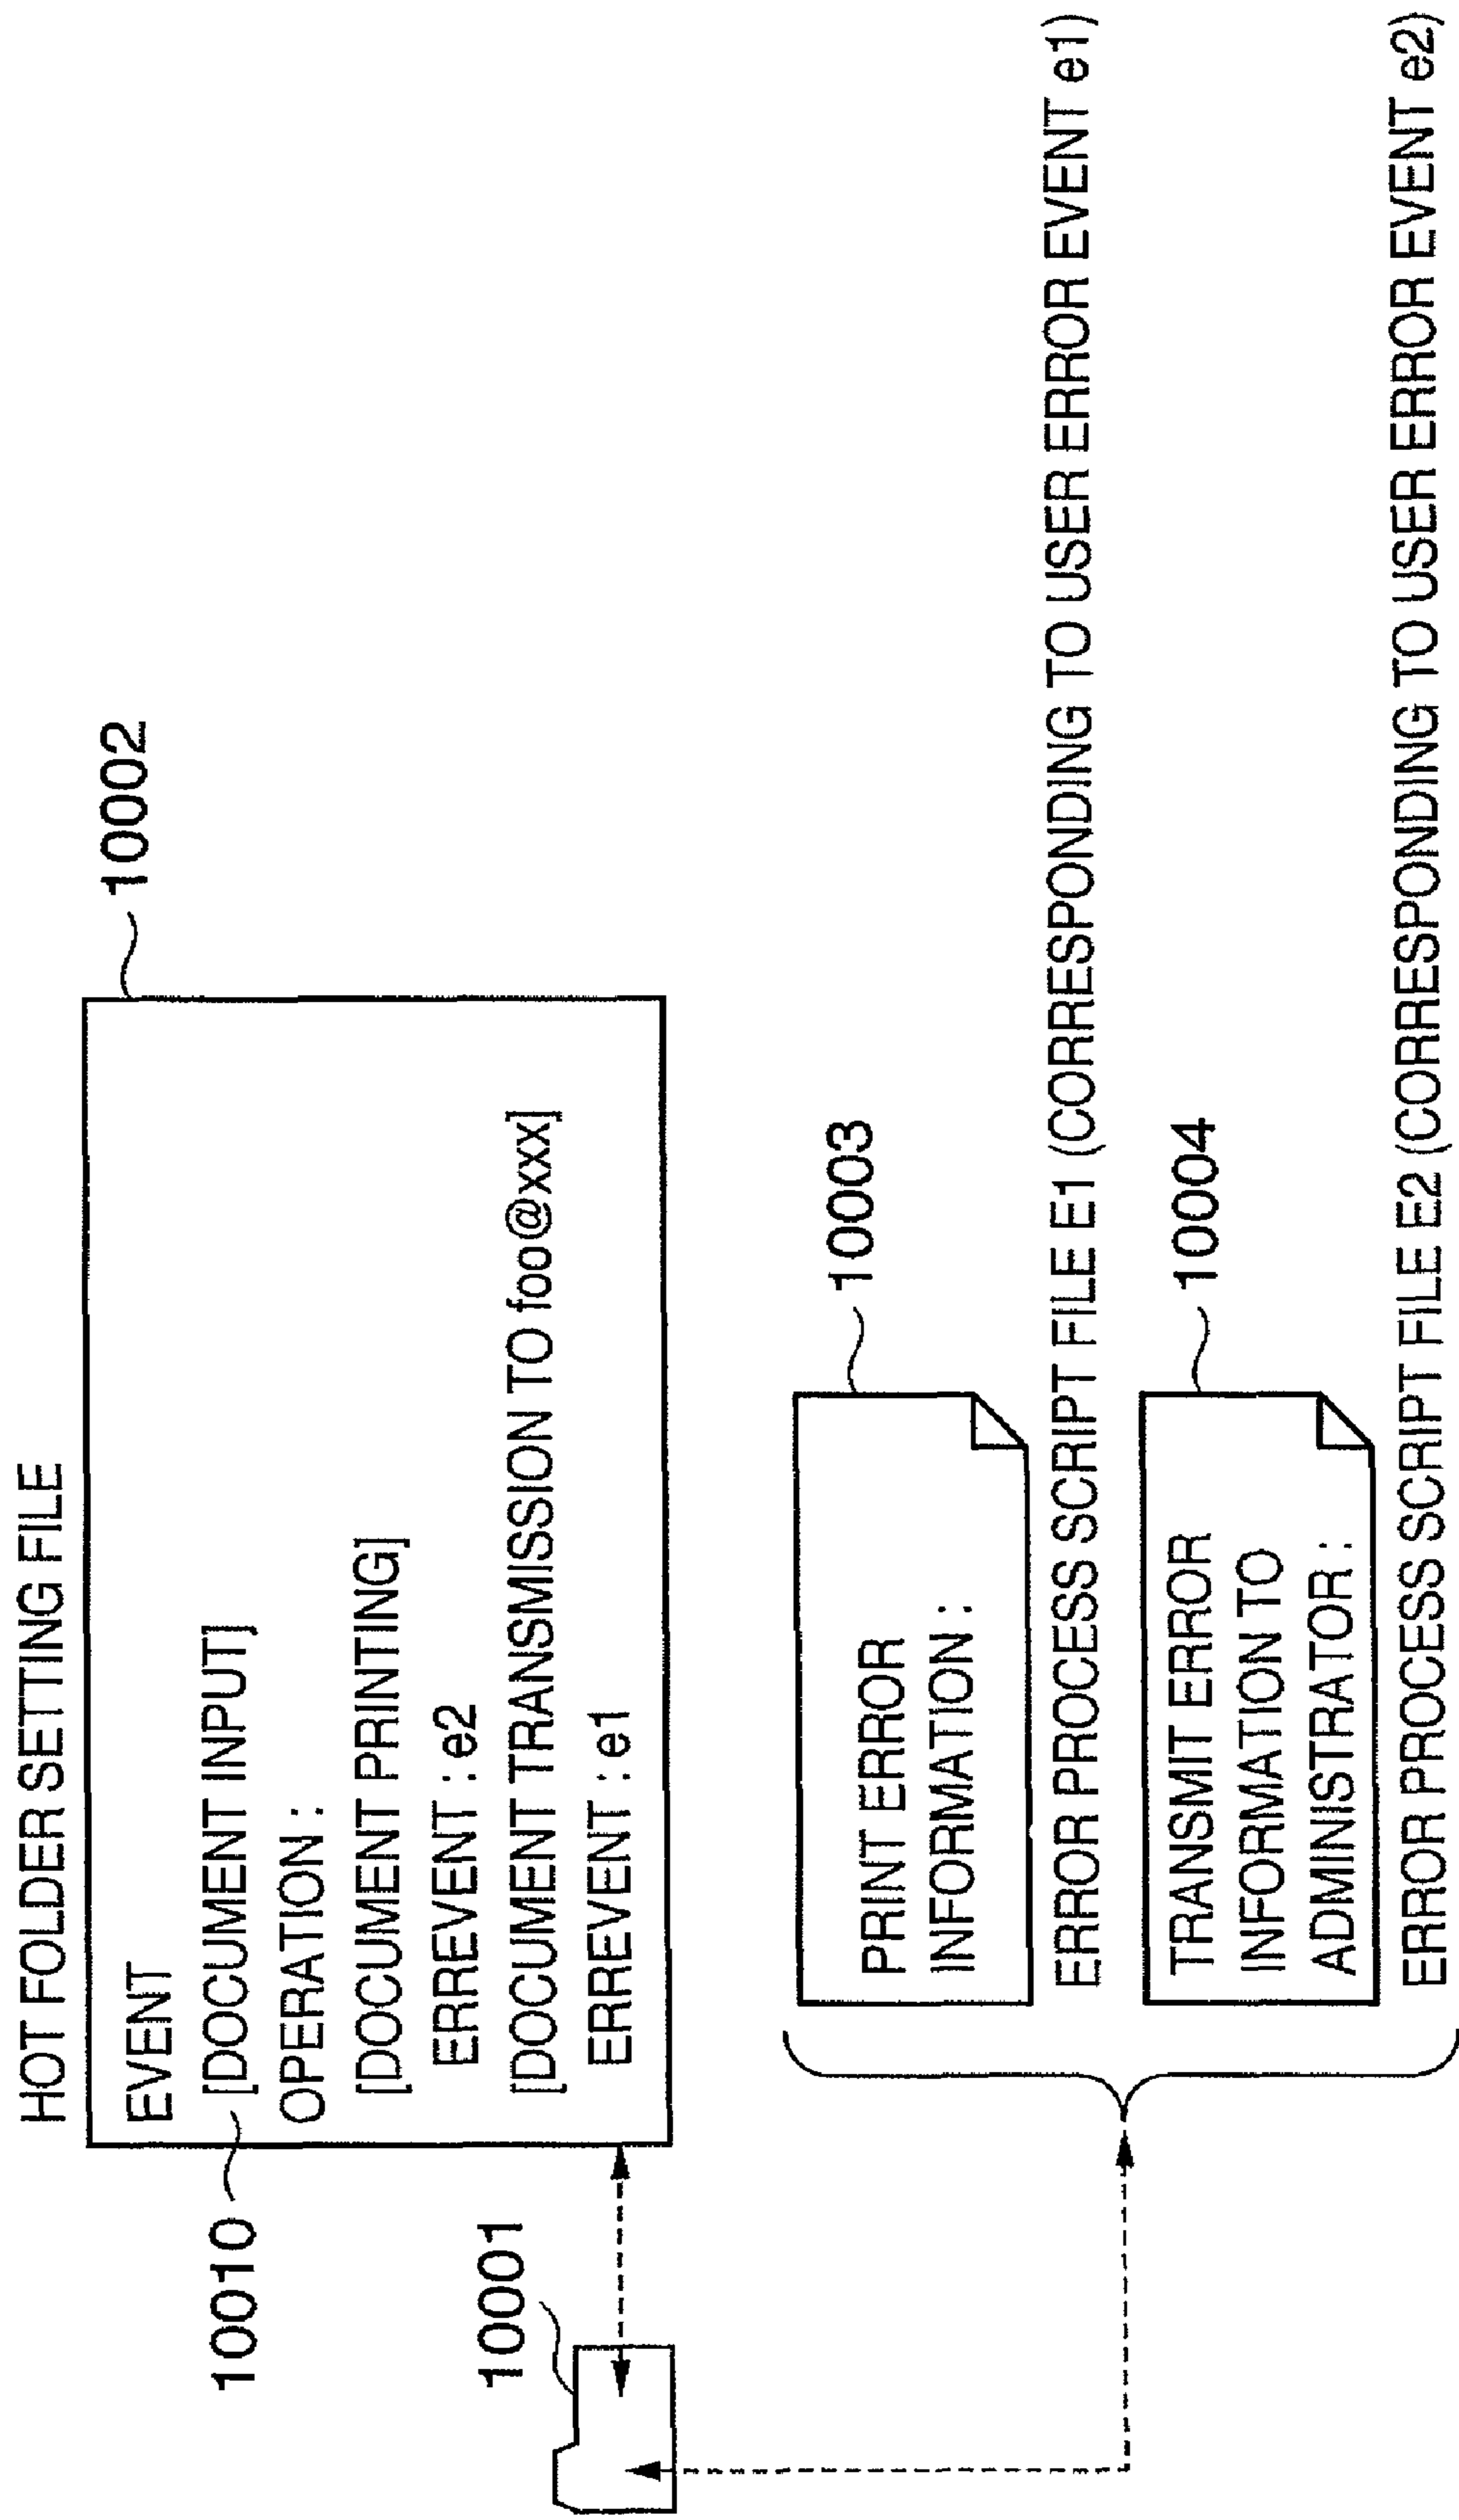 HOT FOLDER SETTING FILE
10002
EVENT
10010
[DOCUMENT INPUT]
OPERATION :
[DOCUMENT PRINTING]
ERREVENT : e2
[DOCUMENT TRANSMISSION TO foo@xxx]
ERREVENT : e1
10001
10003
PRINT ERROR
INFORMATION :
ERROR PROCESS SCRIPT FILE E1 (CORRESPONDING TO USER ERROR EVENT e1)
10004
TRANSMIT ERROR
INFORMATION TO
ADMINISTRATOR :
ERROR PROCESS SCRIPT FILE E2 (CORRESPONDING TO USER ERROR EVENT e2)